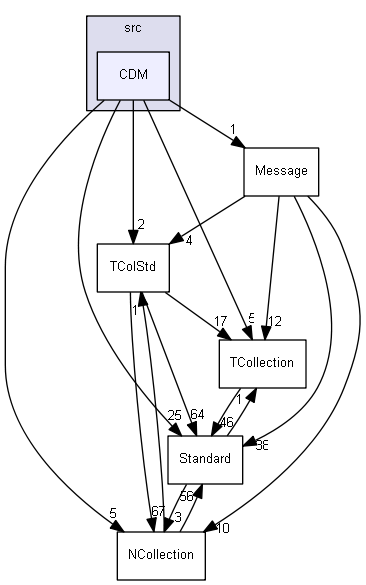 src
CDM
1
Message
2
4
TColStd
1
17
5
12
TCollection
25
64
1
46
38
Standard
56
5
67
3
10
NCollection